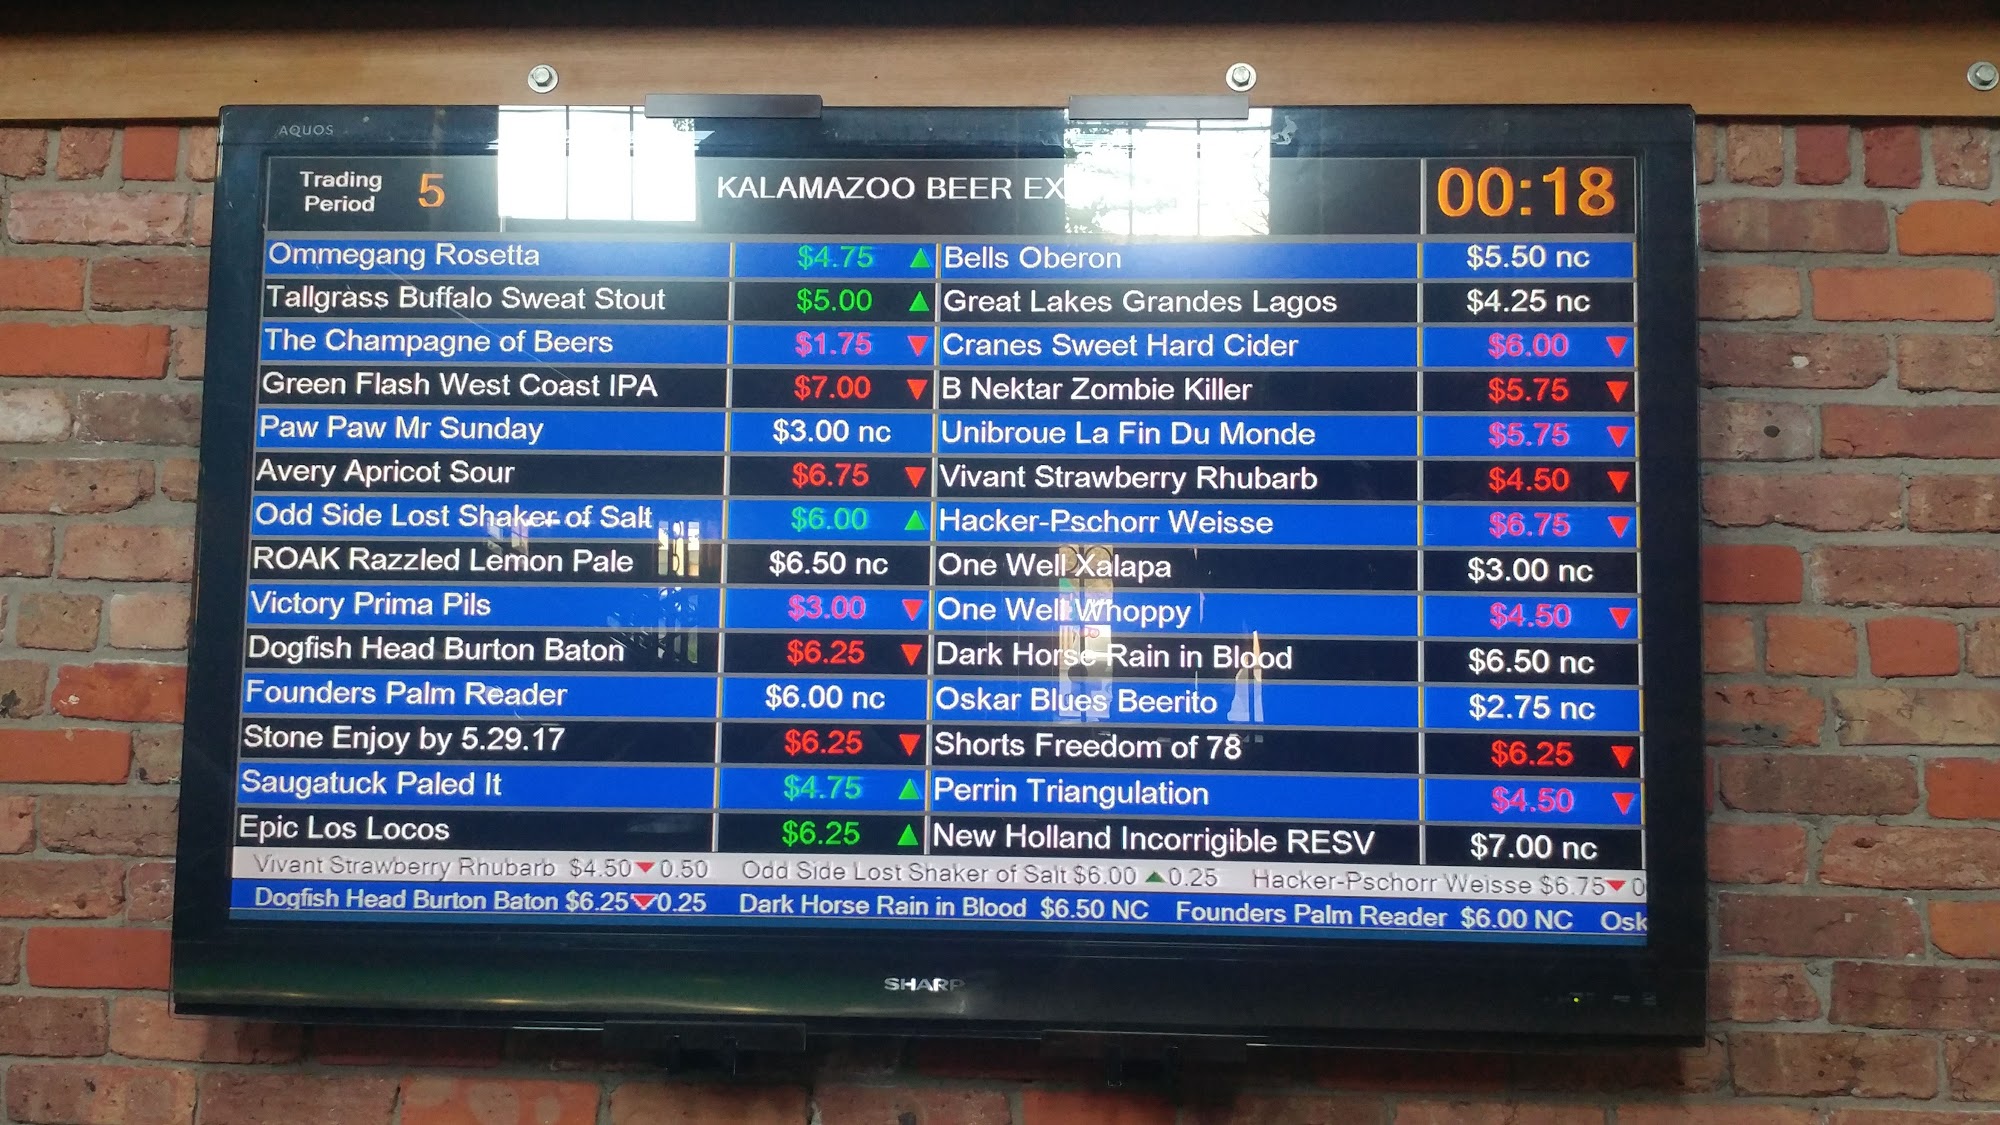 AQUOS
Trading Period 5
KALAMAZOO BEER EX
00:18
Ommegang Rosetta $4.75 ▲
Tallgrass Buffalo Sweat Stout $5.00 ▲
The Champagne of Beers $1.75 ▼
Green Flash West Coast IPA $7.00 ▼
Paw Paw Mr Sunday $3.00 nc
Avery Apricot Sour $6.75 ▼
Odd Side Lost Shaker of Salt $6.00 ▲
ROAK Razzled Lemon Pale $6.50 nc
Victory Prima Pils $3.00 ▼
Dogfish Head Burton Baton $6.25 ▼
Founders Palm Reader $6.00 nc
Stone Enjoy by 5.29.17 $6.25 ▼
Saugatuck Paled It $4.75 ▲
Epic Los Locos $6.25 ▲
Bells Oberon $5.50 nc
Great Lakes Grandes Lagos $4.25 nc
Cranes Sweet Hard Cider $6.00 ▼
B Nektar Zombie Killer $5.75 ▼
Unibroue La Fin Du Monde $5.75 ▼
Vivant Strawberry Rhubarb $4.50 ▼
Hacker-Pschorr Weisse $6.75 ▼
One Well Xalapa $3.00 nc
One Well Whoppy $4.50 ▼
Dark Horse Rain in Blood $6.50 nc
Oskar Blues Beerito $2.75 nc
Shorts Freedom of 78 $6.25 ▼
Perrin Triangulation $4.50 ▼
New Holland Incorrigible RESV $7.00 nc
Vivant Strawberry Rhubarb $4.50▼0.50 Odd Side Lost Shaker of Salt $6.00 ▲0.25 Hacker-Pschorr Weisse $6.75▼0
Dogfish Head Burton Baton $6.25▼0.25 Dark Horse Rain in Blood $6.50 NC Founders Palm Reader $6.00 NC Osk
SHARP